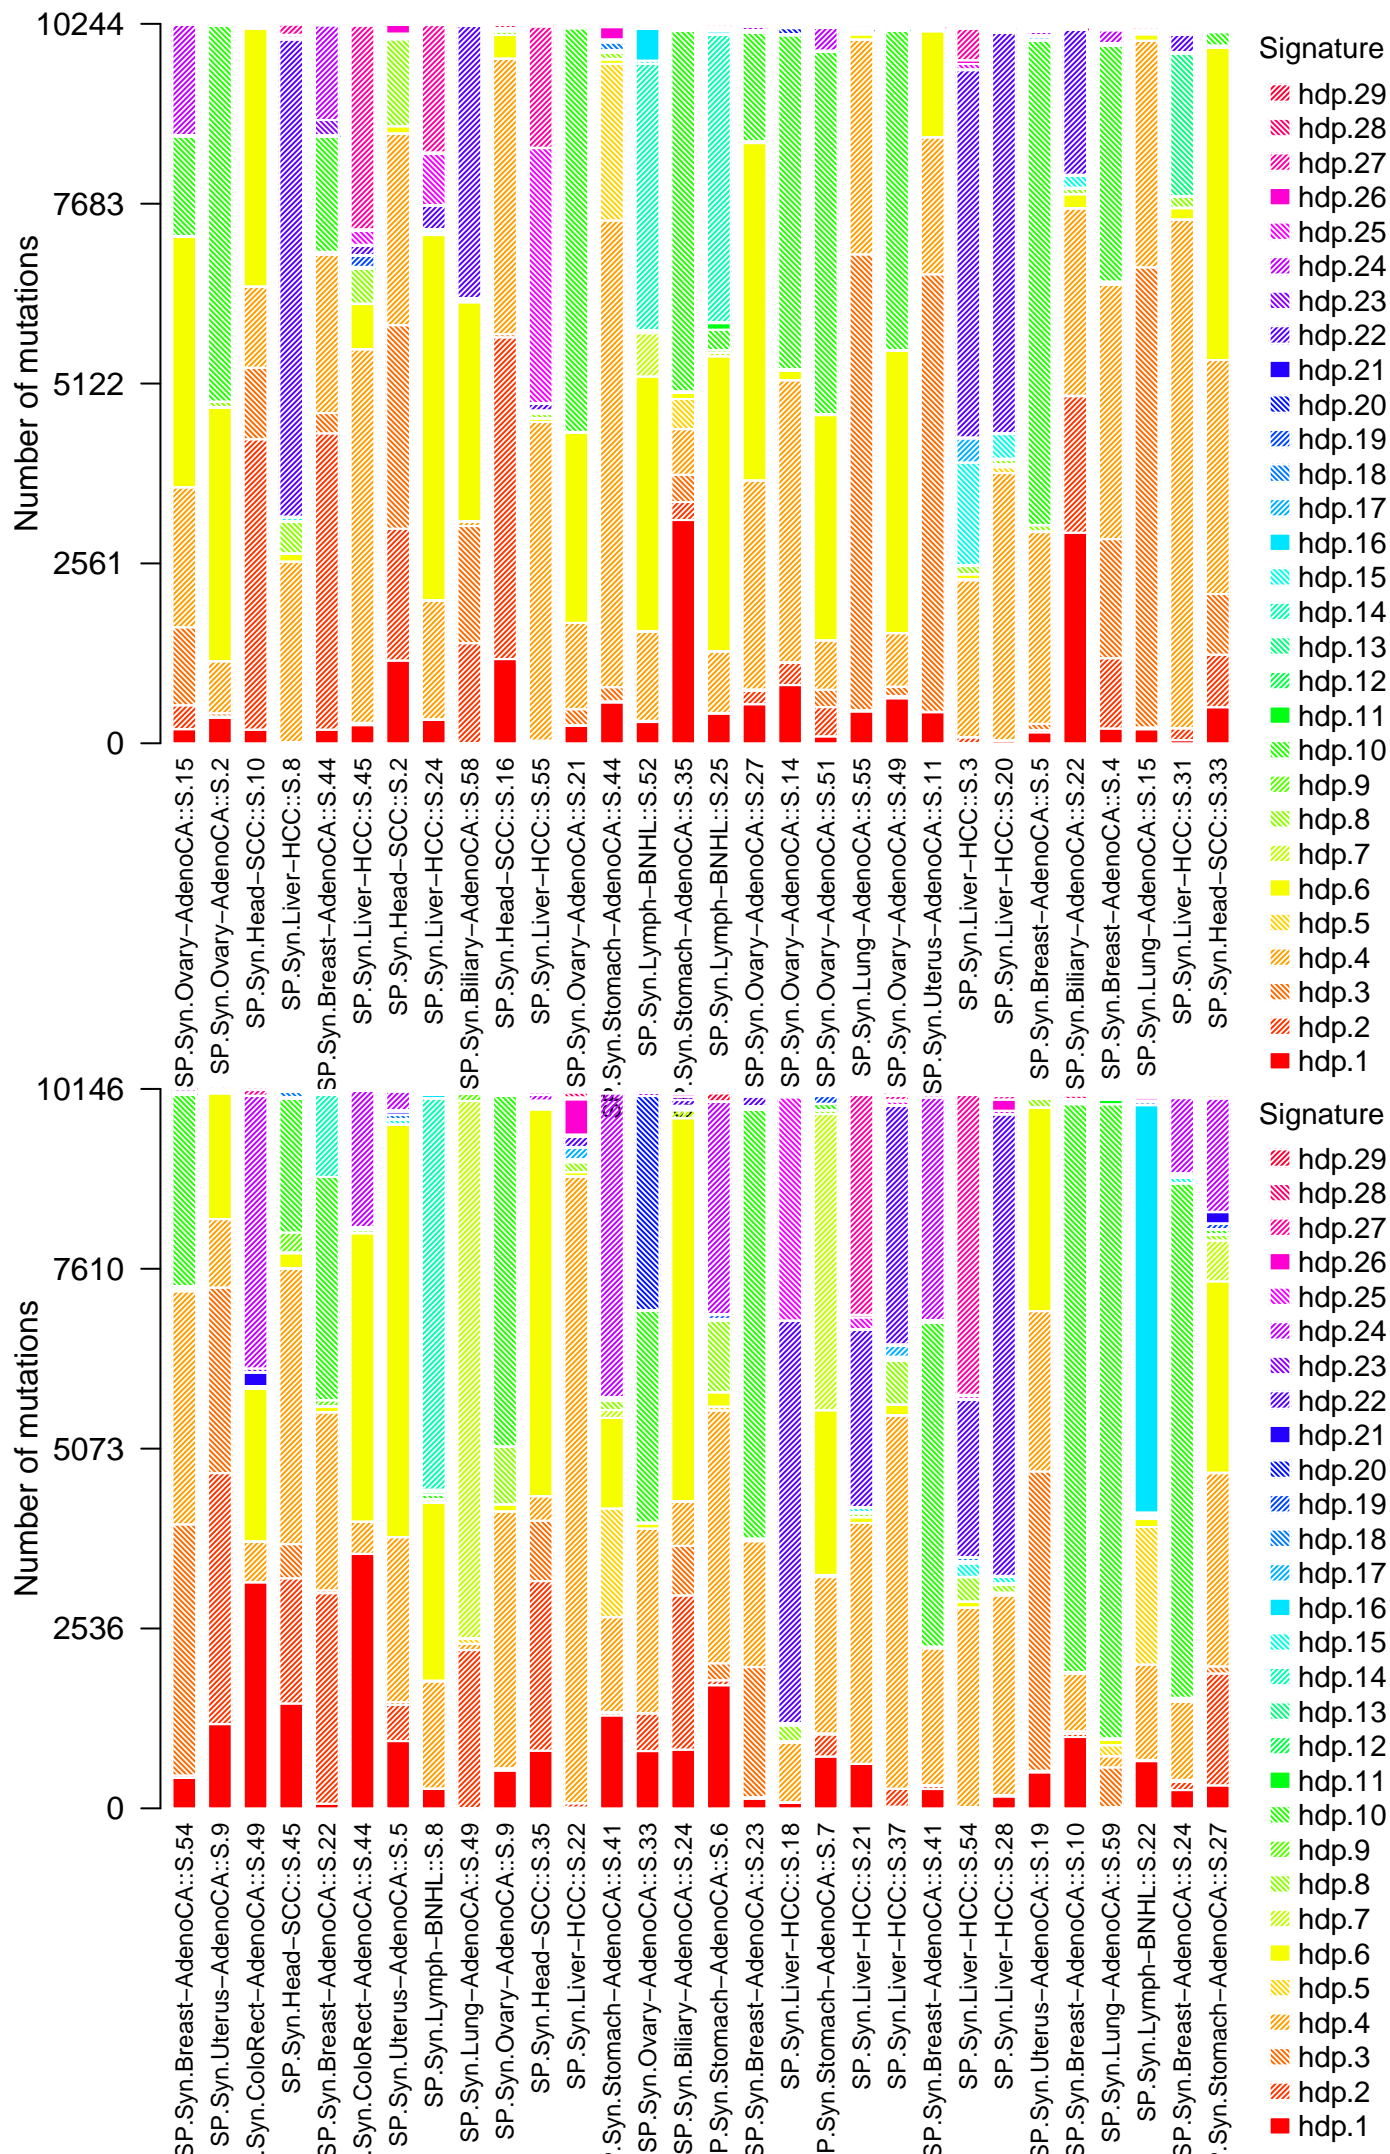 10244
7683
5122
2561
0
Number of mutations
Signature
hdp.29
hdp.28
hdp.27
hdp.26
hdp.25
hdp.24
hdp.23
hdp.22
hdp.21
hdp.20
hdp.19
hdp.18
hdp.17
hdp.16
hdp.15
hdp.14
hdp.13
hdp.12
hdp.11
hdp.10
hdp.9
hdp.8
hdp.7
hdp.6
hdp.5
hdp.4
hdp.3
hdp.2
hdp.1
SP.Syn.Ovary−AdenoCA::S.15
SP.Syn.Ovary−AdenoCA::S.2
SP.Syn.Head−SCC::S.10
SP.Syn.Liver−HCC::S.8
SP.Syn.Breast−AdenoCA::S.44
SP.Syn.Liver−HCC::S.45
SP.Syn.Head−SCC::S.2
SP.Syn.Liver−HCC::S.24
SP.Syn.Biliary−AdenoCA::S.58
SP.Syn.Head−SCC::S.16
SP.Syn.Liver−HCC::S.55
SP.Syn.Ovary−AdenoCA::S.21
SP.Syn.Stomach−AdenoCA::S.44
SP.Syn.Lymph−BNHL::S.52
P.Syn.Stomach−AdenoCA::S.35
SP.Syn.Lymph−BNHL::S.25
SP.Syn.Ovary−AdenoCA::S.27
SP.Syn.Ovary−AdenoCA::S.14
SP.Syn.Ovary−AdenoCA::S.51
SP.Syn.Lung−AdenoCA::S.55
SP.Syn.Ovary−AdenoCA::S.49
SP.Syn.Uterus−AdenoCA::S.11
SP.Syn.Liver−HCC::S.3
SP.Syn.Liver−HCC::S.20
SP.Syn.Breast−AdenoCA::S.5
SP.Syn.Biliary−AdenoCA::S.22
SP.Syn.Breast−AdenoCA::S.4
SP.Syn.Lung−AdenoCA::S.15
SP.Syn.Liver−HCC::S.31
SP.Syn.Head−SCC::S.33
10146
7610
5073
2536
0
Number of mutations
Signature
hdp.29
hdp.28
hdp.27
hdp.26
hdp.25
hdp.24
hdp.23
hdp.22
hdp.21
hdp.20
hdp.19
hdp.18
hdp.17
hdp.16
hdp.15
hdp.14
hdp.13
hdp.12
hdp.11
hdp.10
hdp.9
hdp.8
hdp.7
hdp.6
hdp.5
hdp.4
hdp.3
hdp.2
hdp.1
SP.Syn.Breast−AdenoCA::S.54
SP.Syn.Uterus−AdenoCA::S.9
.Syn.ColoRect−AdenoCA::S.49
SP.Syn.Head−SCC::S.45
SP.Syn.Breast−AdenoCA::S.22
.Syn.ColoRect−AdenoCA::S.44
SP.Syn.Uterus−AdenoCA::S.5
SP.Syn.Lymph−BNHL::S.8
SP.Syn.Lung−AdenoCA::S.49
SP.Syn.Ovary−AdenoCA::S.9
SP.Syn.Head−SCC::S.35
SP.Syn.Liver−HCC::S.22
P.Syn.Stomach−AdenoCA::S.41
SP.Syn.Ovary−AdenoCA::S.33
SP.Syn.Biliary−AdenoCA::S.24
SP.Syn.Stomach−AdenoCA::S.6
SP.Syn.Breast−AdenoCA::S.23
SP.Syn.Liver−HCC::S.18
P.Syn.Stomach−AdenoCA::S.7
SP.Syn.Liver−HCC::S.21
SP.Syn.Liver−HCC::S.37
SP.Syn.Breast−AdenoCA::S.41
SP.Syn.Liver−HCC::S.54
SP.Syn.Liver−HCC::S.28
SP.Syn.Uterus−AdenoCA::S.19
SP.Syn.Breast−AdenoCA::S.10
SP.Syn.Lung−AdenoCA::S.59
SP.Syn.Lymph−BNHL::S.22
SP.Syn.Breast−AdenoCA::S.24
P.Syn.Stomach−AdenoCA::S.27